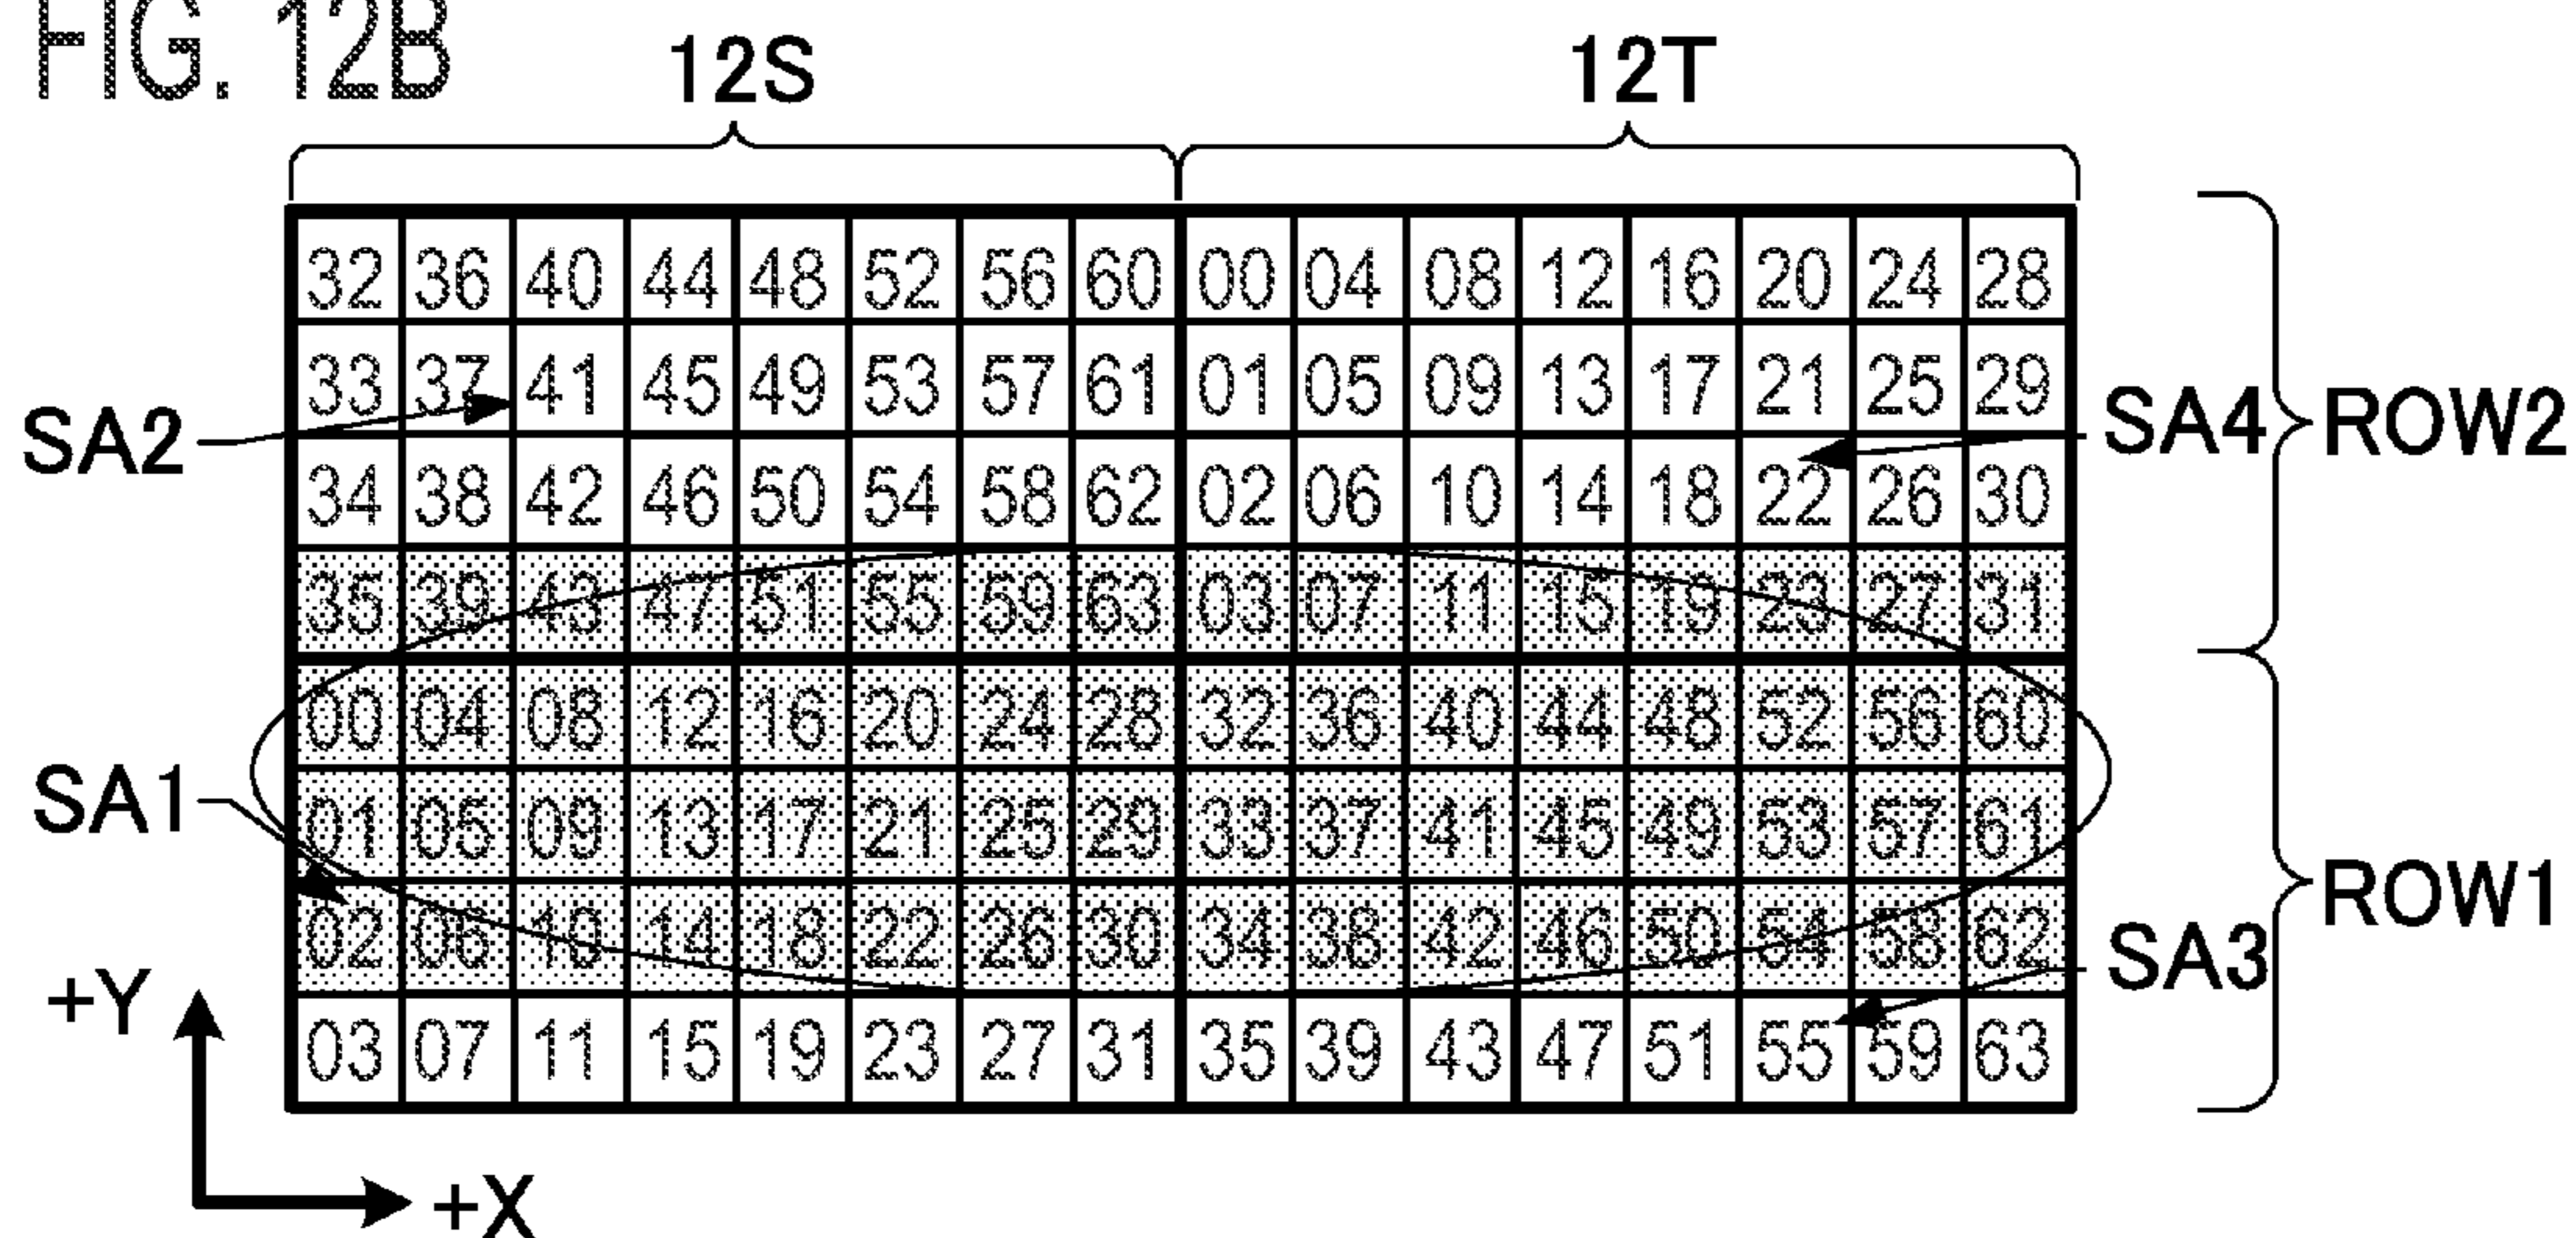 FIG. 12B
12S 12T
32 36 40 44 48 52 56 60 00 04 08 12 16 20 24 28
33 37 41 45 49 53 57 61 01 05 09 13 17 21 25 29
SA2 SA4 ROW2
34 38 42 46 50 54 58 62 02 06 10 14 18 22 26 30
35 39 43 47 51 55 59 63 03 07 11 15 19 23 27 31
00 04 08 12 16 20 24 28 32 36 40 44 48 52 56 60
SA1 01 05 09 13 17 21 25 29 33 37 41 45 49 53 57 61
ROW1
02 06 10 14 18 22 26 30 34 38 42 46 50 54 58 62
SA3
+Y
03 07 11 15 19 23 27 31 35 39 43 47 51 55 59 63
+X